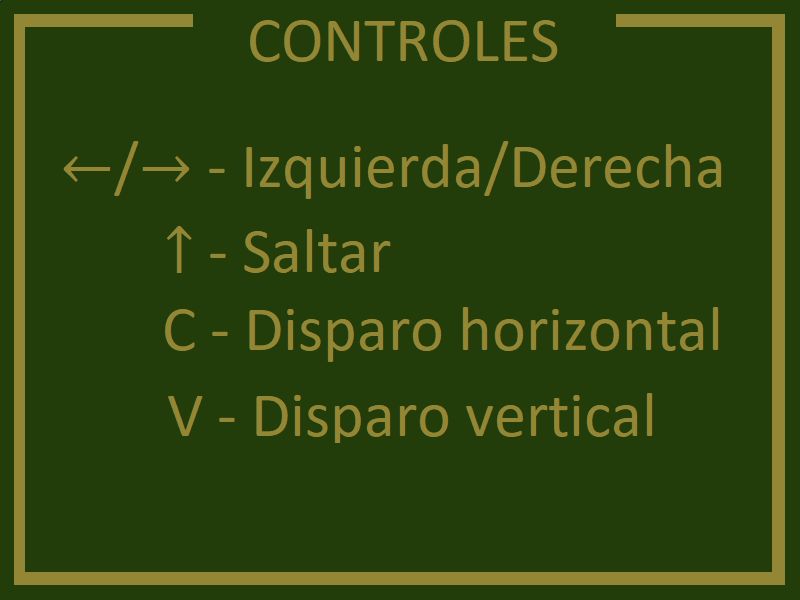 CONTROLES
←/→ - Izquierda/Derecha
↑ - Saltar
C - Disparo horizontal
V - Disparo vertical